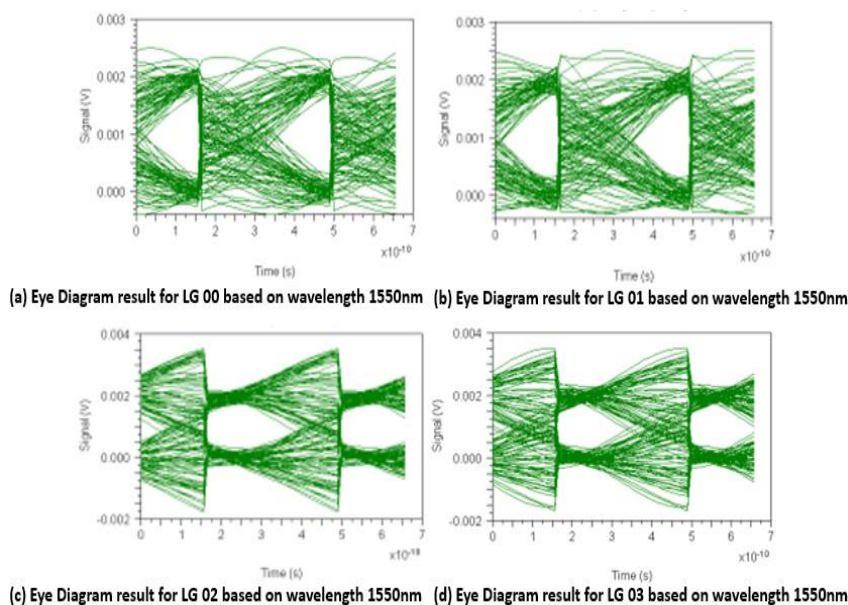 0.003
0.002
0.001
0.000
Signal (V)
0 1 2 3 4 5 6 7
x10-10
Time (s)
(a) Eye Diagram result for LG 00 based on wavelength 1550nm
0.003
0.002
0.001
0.000
Signal (V)
0 1 2 3 4 5 6 7
x10-10
Time (s)
(b) Eye Diagram result for LG 01 based on wavelength 1550nm
0.004
0.002
0.000
-0.002
Signal (V)
0 1 2 3 4 5 6 7
Time (s)
(c) Eye Diagram result for LG 02 based on wavelength 1550nm
0.004
0.002
0.000
-0.002
Signal (V)
0 1 2 3 4 5 6 7
x10-10
Time (s)
(d) Eye Diagram result for LG 03 based on wavelength 1550nm